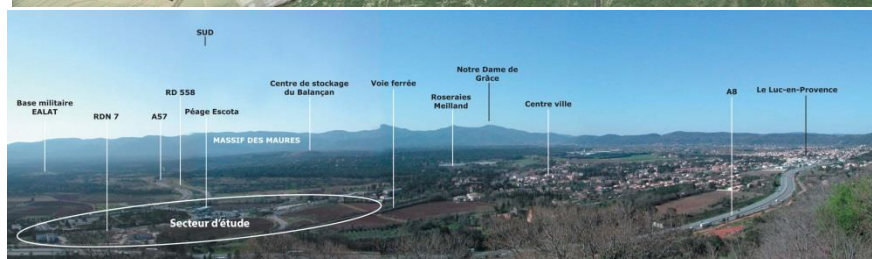 SUD
Base militaire
EALAT
RDN 7
A57
RD 558
Péage Escota
MASSIF DES MAURES
Centre de stockage
du Balançan
Voie ferrée
Roseraies
Meilland
Notre Dame de
Grâce
Centre ville
A8
Le Luc-en-Provence
Secteur d'étude